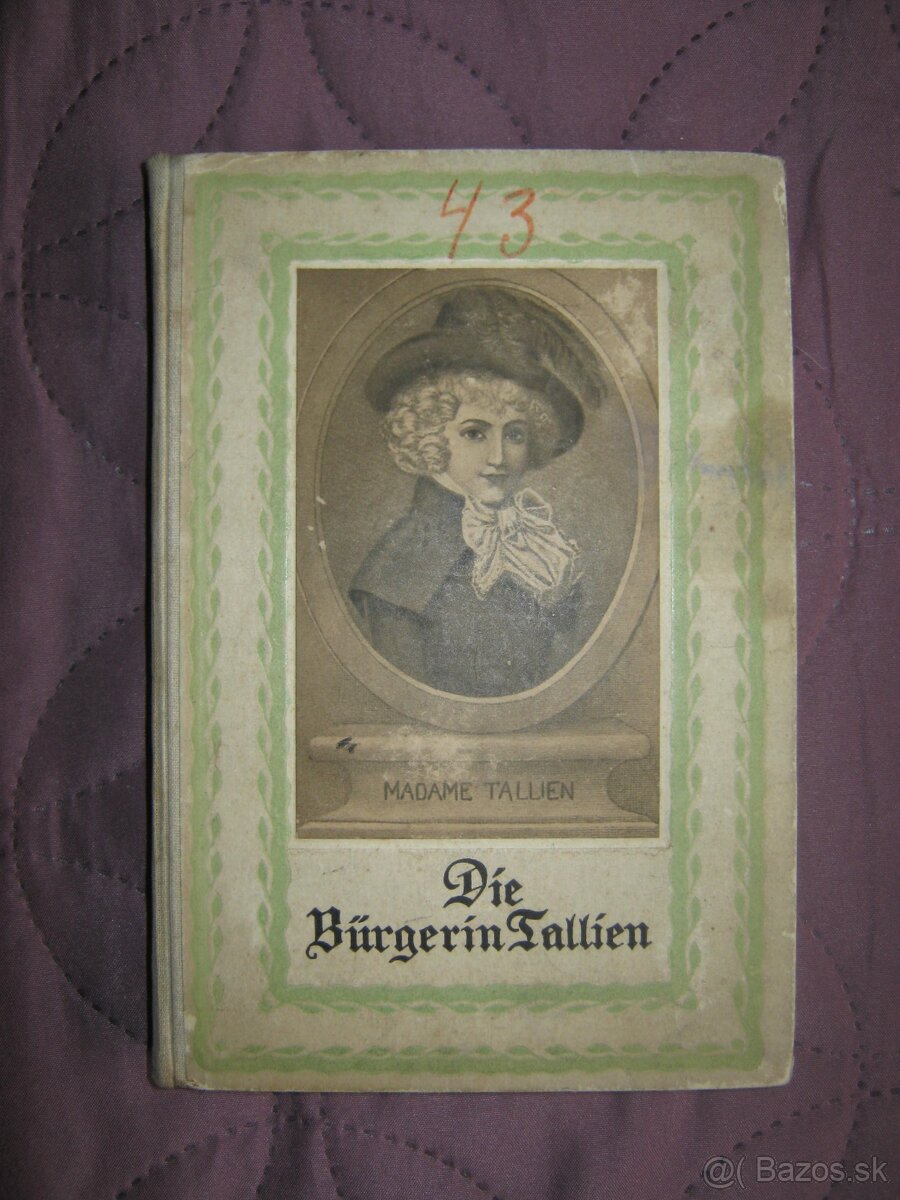 43
MADAME TALLIEN
Die
Bürgerin Tallien
@( Bazos.sk